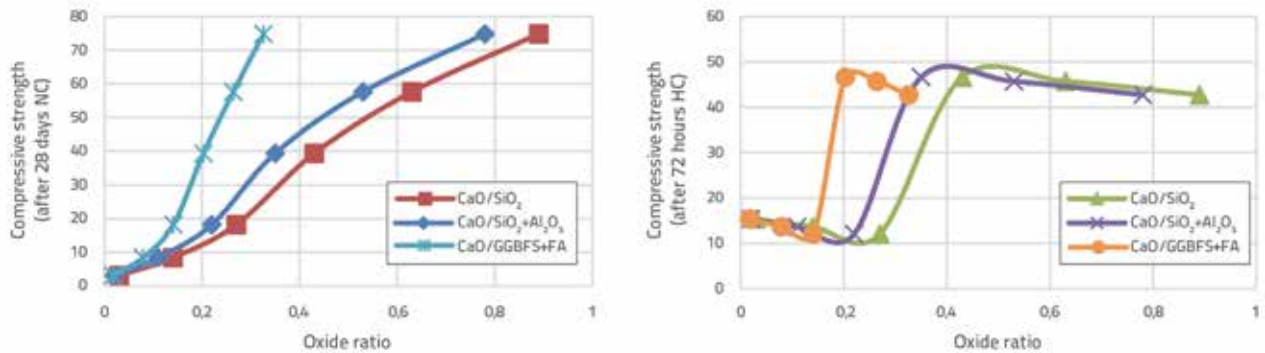 Compressive strength
(after 28 days NC)
80
70
60
50
40
30
20
10
0
0
0,2
0,4
0,6
0,8
1
Oxide ratio
CaO/SiO₂
CaO/SiO₂+Al₂O₃
CaO/GGBFS+FA
Compressive strength
(after 72 hours HC)
60
50
40
30
20
10
0
0
0,2
0,4
0,6
0,8
1
Oxide ratio
CaO/SiO₂
CaO/SiO₂+Al₂O₃
CaO/GGBFS+FA